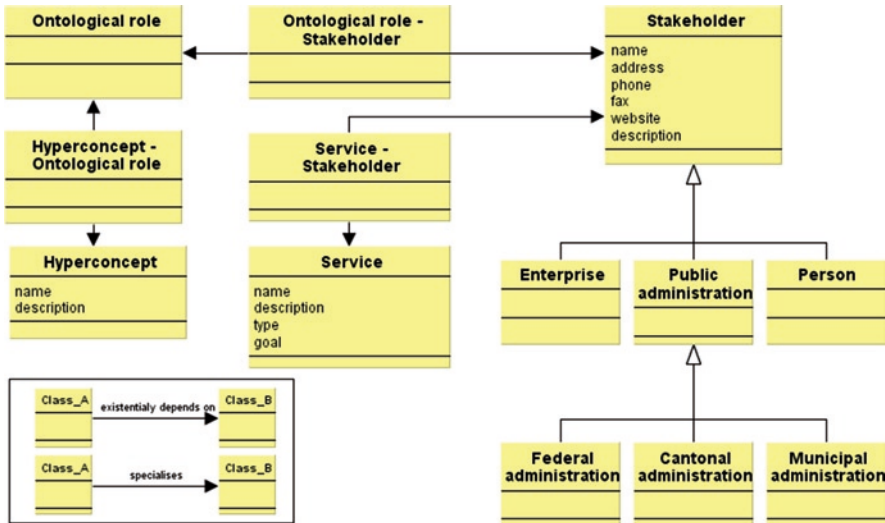 Ontological role
Ontological role -
Stakeholder
Stakeholder
name
address
phone
fax
website
description
Hyperconcept -
Ontological role
Service -
Stakeholder
Hyperconcept
name
description
Service
name
description
type
goal
Enterprise
Public
administration
Person
Class_A
existentialy depends on
Class_B
Class_A
specialises
Class_B
Federal
administration
Cantonal
administration
Municipal
administration